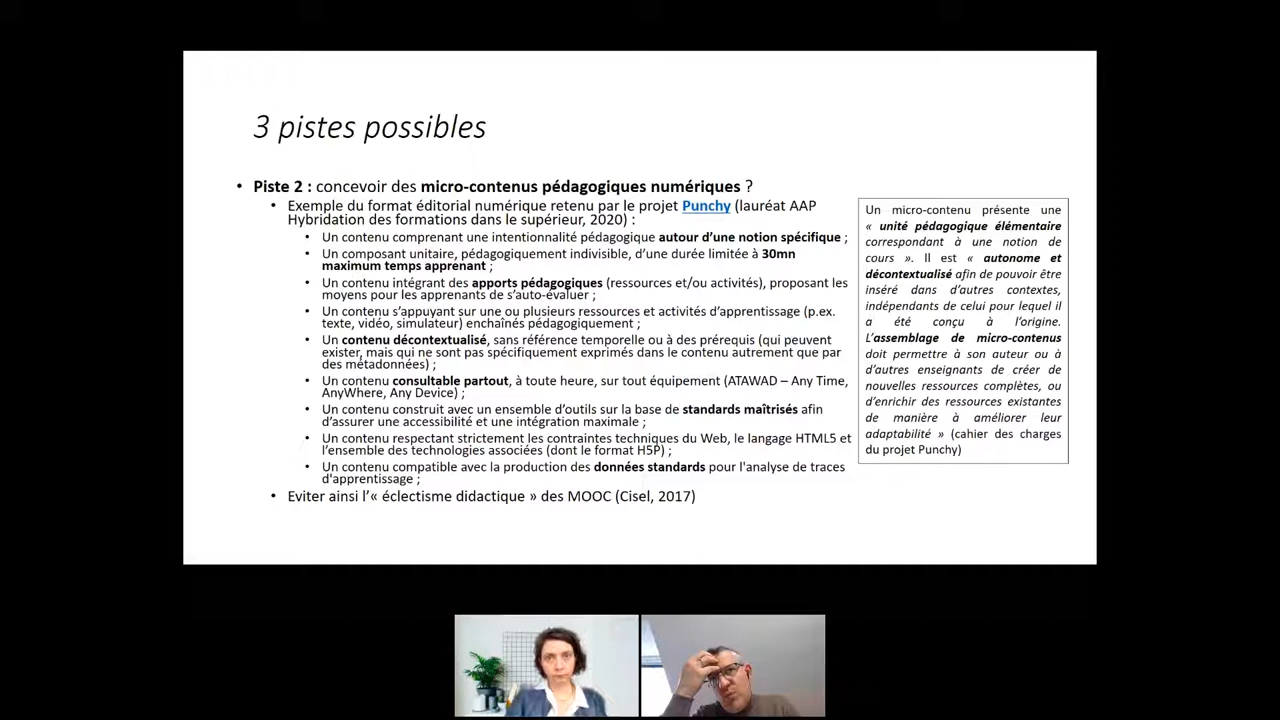 3 pistes possibles
• Piste 2 : concevoir des micro-contenus pédagogiques numériques ?
• Exemple du format éditorial numérique retenu par le projet Punchy (lauréat AAP
Hybridation des formations dans le supérieur, 2020) :
• Un contenu comprenant une intentionnalité pédagogique autour d’une notion spécifique ;
• Un composant unitaire, pédagogiquement indivisible, d’une durée limitée à 30mn
maximum temps apprenant ;
• Un contenu intégrant des apports pédagogiques (ressources et/ou activités), proposant les
moyens pour les apprenants de s’auto-évaluer ;
• Un contenu s’appuyant sur une ou plusieurs ressources et activités d’apprentissage (p.ex.
texte, vidéo, simulateur) enchaînés pédagogiquement ;
• Un contenu décontextualisé, sans référence temporelle ou à des prérequis (qui peuvent
exister, mais qui ne sont pas spécifiquement exprimés dans le contenu autrement que par
des métadonnées) ;
• Un contenu consultable partout, à toute heure, sur tout équipement (ATAWAD – Any Time,
AnyWhere, Any Device) ;
• Un contenu construit avec un ensemble d’outils sur la base de standards maîtrisés afin
d’assurer une accessibilité et une intégration maximale ;
• Un contenu respectant strictement les contraintes techniques du Web, le langage HTML5 et
l’ensemble des technologies associées (dont le format H5P) ;
• Un contenu compatible avec la production des données standards pour l'analyse de traces
d'apprentissage ;
• Eviter ainsi l’« éclectisme didactique » des MOOC (Cisel, 2017)
Un micro-contenu présente une
« unité pédagogique élémentaire
correspondant à une notion de
cours ». Il est « autonome et
décontextualisé afin de pouvoir être
inséré dans d’autres contextes,
indépendants de celui pour lequel il
a été conçu à l’origine.
L’assemblage de micro-contenus
doit permettre à son auteur ou à
d’autres enseignants de créer de
nouvelles ressources complètes, ou
d’enrichir des ressources existantes
de manière à améliorer leur
adaptabilité » (cahier des charges
du projet Punchy)